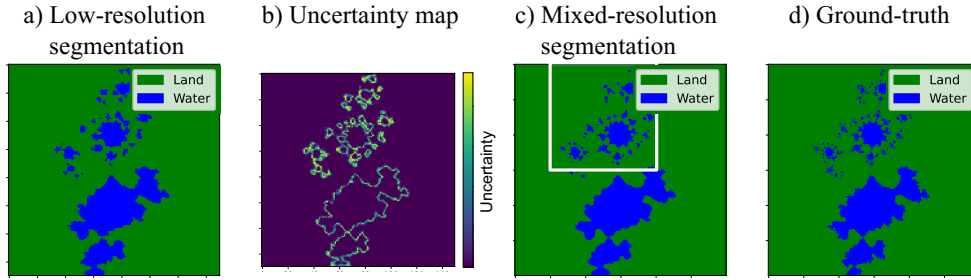 a) Low-resolution
segmentation
b) Uncertainty map
c) Mixed-resolution
segmentation
d) Ground-truth
Land
Water
Uncertainty
Land
Water
Land
Water